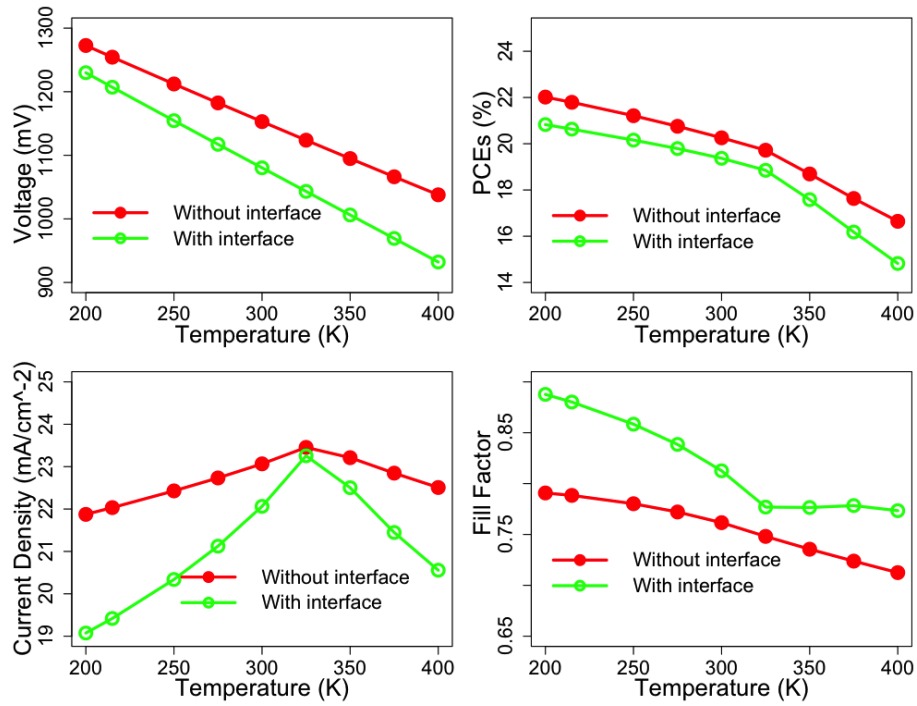 Voltage (mV)
1300
1200
1100
1000
900
Without interface
With interface
200 250 300 350 400
Temperature (K)
PCEs (%)
24
22
20
18
16
14
Without interface
With interface
200 250 300 350 400
Temperature (K)
Current Density (mA/cm^-2)
25
24
23
22
21
20
19
Without interface
With interface
200 250 300 350 400
Temperature (K)
Fill Factor
0.85
0.75
0.65
Without interface
With interface
200 250 300 350 400
Temperature (K)